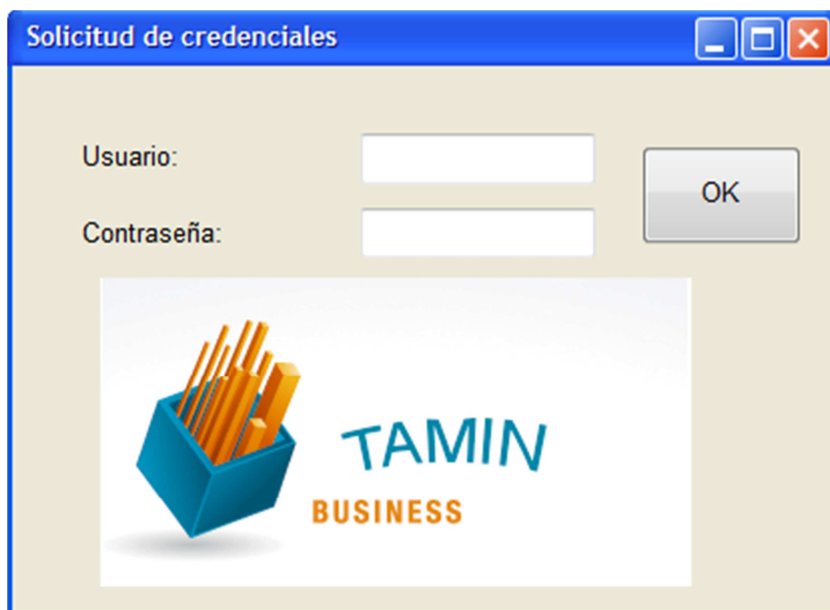 Solicitud de credenciales
Usuario:
OK
Contraseña:
TAMIN
BUSINESS